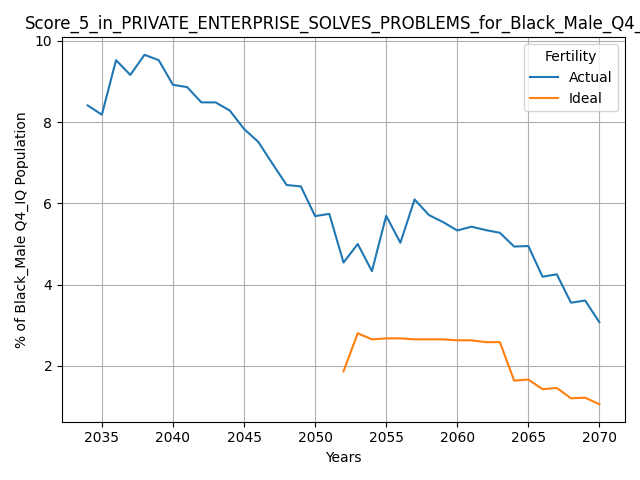 Score_5_in_PRIVATE_ENTERPRISE_SOLVES_PROBLEMS_for_Black_Male_Q4_
10
8
6
4
2
% of Black_Male Q4_IQ Population
Fertility
Actual
Ideal
2035 2040 2045 2050 2055 2060 2065 2070
Years